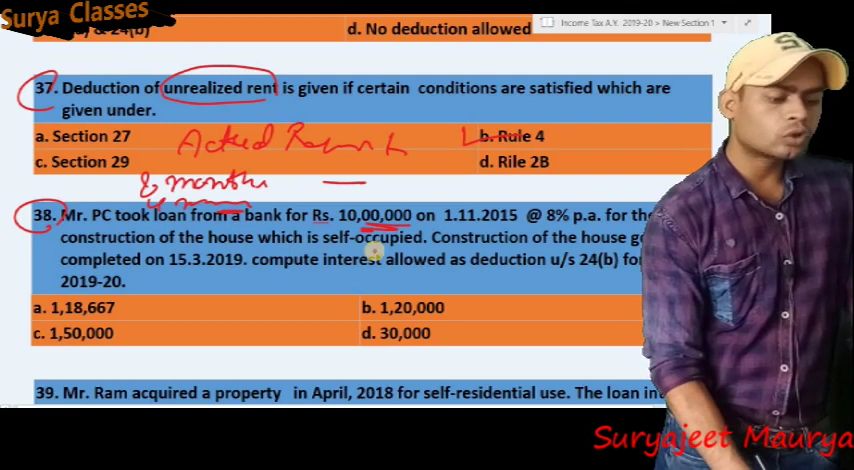 Surya Classes
& 24(b)
d. No deduction allowed
Income Tax A.Y. 2019-20 > New Section 1
37. Deduction of unrealized rent is given if certain conditions are satisfied which are
given under.
a. Section 27
b. Rule 4
Actual
c. Section 29
d. Rile 2B
8 months
38. Mr. PC took loan from a bank for Rs. 10,00,000 on 1.11.2015 @ 8% p.a. for the
construction of the house which is self-occupied. Construction of the house
completed on 15.3.2019. compute interest allowed as deduction u/s 24(b) for
2019-20.
a. 1,18,667
b. 1,20,000
c. 1,50,000
d. 30,000
39. Mr. Ram acquired a property in April, 2018 for self-residential use. The loan
Suryajeet Maurya